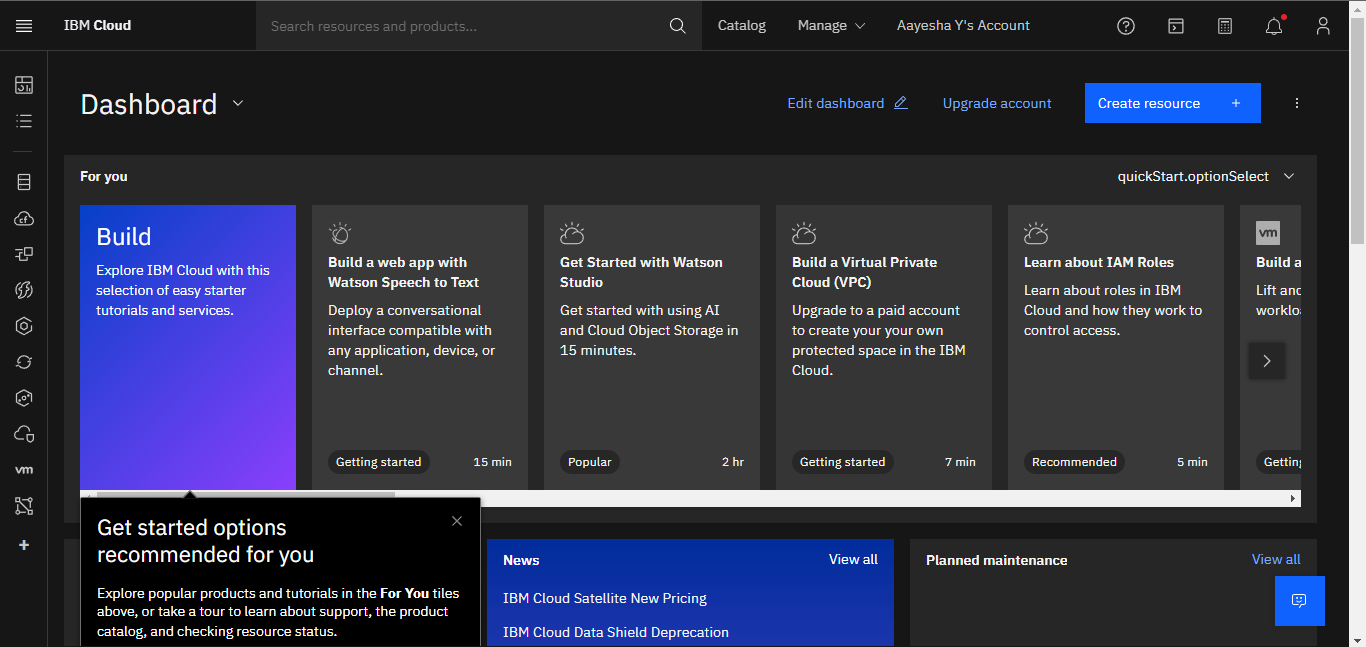 IBM Cloud
Search resources and products...
Catalog
Manage
Aayesha Y's Account
Dashboard
Edit dashboard
Upgrade account
Create resource +
For you
quickStart.optionSelect
Build
Explore IBM Cloud with this
selection of easy starter
tutorials and services.
Build a web app with
Watson Speech to Text
Deploy a conversational
interface compatible with
any application, device, or
channel.
Getting started
15 min
Get Started with Watson
Studio
Get started with using AI
and Cloud Object Storage in
15 minutes.
Popular
2 hr
Build a Virtual Private
Cloud (VPC)
Upgrade to a paid account
to create your your own
protected space in the IBM
Cloud.
Getting started
7 min
Learn about IAM Roles
Learn about roles in IBM
Cloud and how they work to
control access.
Recommended
5 min
vm
Build a
Lift and
worklo
Getting
cf
vm
Get started options
recommended for you
Explore popular products and tutorials in the For You tiles
above, or take a tour to learn about support, the product
catalog, and checking resource status.
News
View all
IBM Cloud Satellite New Pricing
IBM Cloud Data Shield Deprecation
Planned maintenance
View all